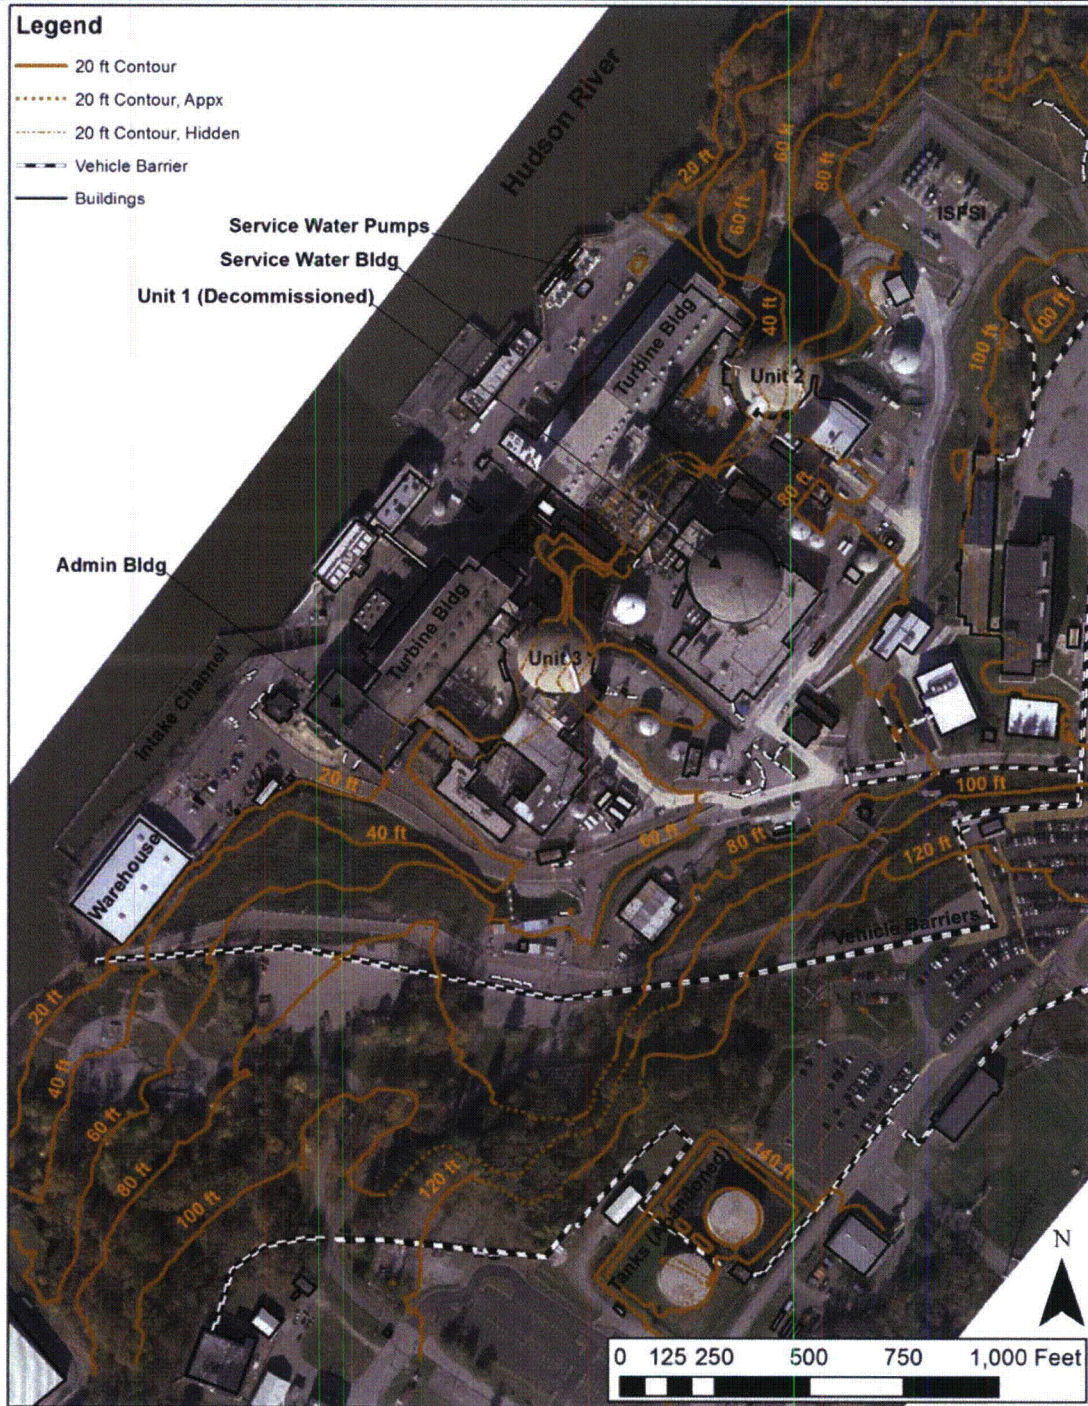 Legend
20 ft Contour
20 ft Contour, Appx
20 ft Contour, Hidden
Vehicle Barrier
Buildings
Hudson River
Service Water Pumps
Service Water Bldg
Unit 1 (Decommissioned)
20 ft
60 ft
80 ft
60 ft
ISFSI
40 ft
100 ft
100 ft
Turbine Bldg
Unit 2
80 ft
Admin Bldg
Turbine Bldg
Unit 3
Intake Channel
20 ft
40 ft
60 ft
80 ft
100 ft
120 ft
Warehouse
Vehicle Barriers
20 ft
40 ft
60 ft
80 ft
100 ft
120 ft
140 ft
Tanks (Abandoned)
N
0 125 250 500 750 1,000 Feet